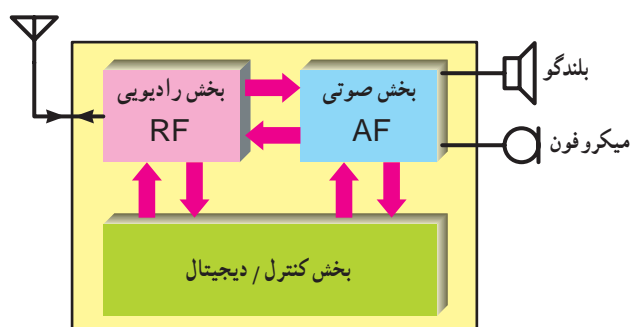 بلندگو
بخش صوتی
AF
بخش رادیویی
RF
میکروفون
بخش کنترل / دیجیتال